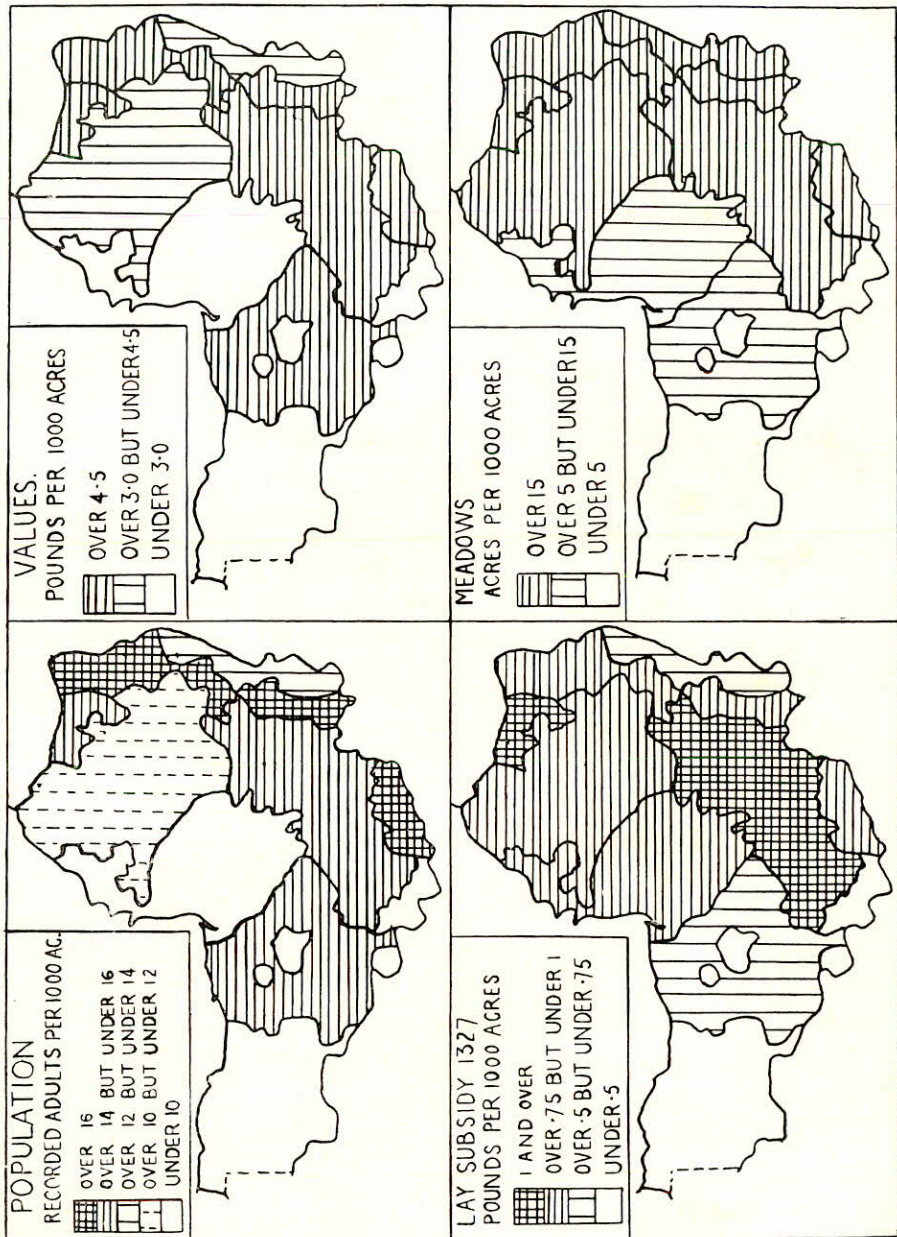 POPULATION
RECORDED ADULTS PER 1000 AC.
OVER 16
OVER 14 BUT UNDER 16
OVER 12 BUT UNDER 14
OVER 10 BUT UNDER 12
UNDER 10
VALUES.
POUNDS PER 1000 ACRES
OVER 4·5
OVER 3·0 BUT UNDER 4·5
UNDER 3·0
LAY SUBSIDY 1327
POUNDS PER 1000 ACRES
1 AND OVER
OVER ·75 BUT UNDER 1
OVER ·5 BUT UNDER ·75
UNDER ·5
MEADOWS
ACRES PER 1000 ACRES
OVER 15
OVER 5 BUT UNDER 15
UNDER 5